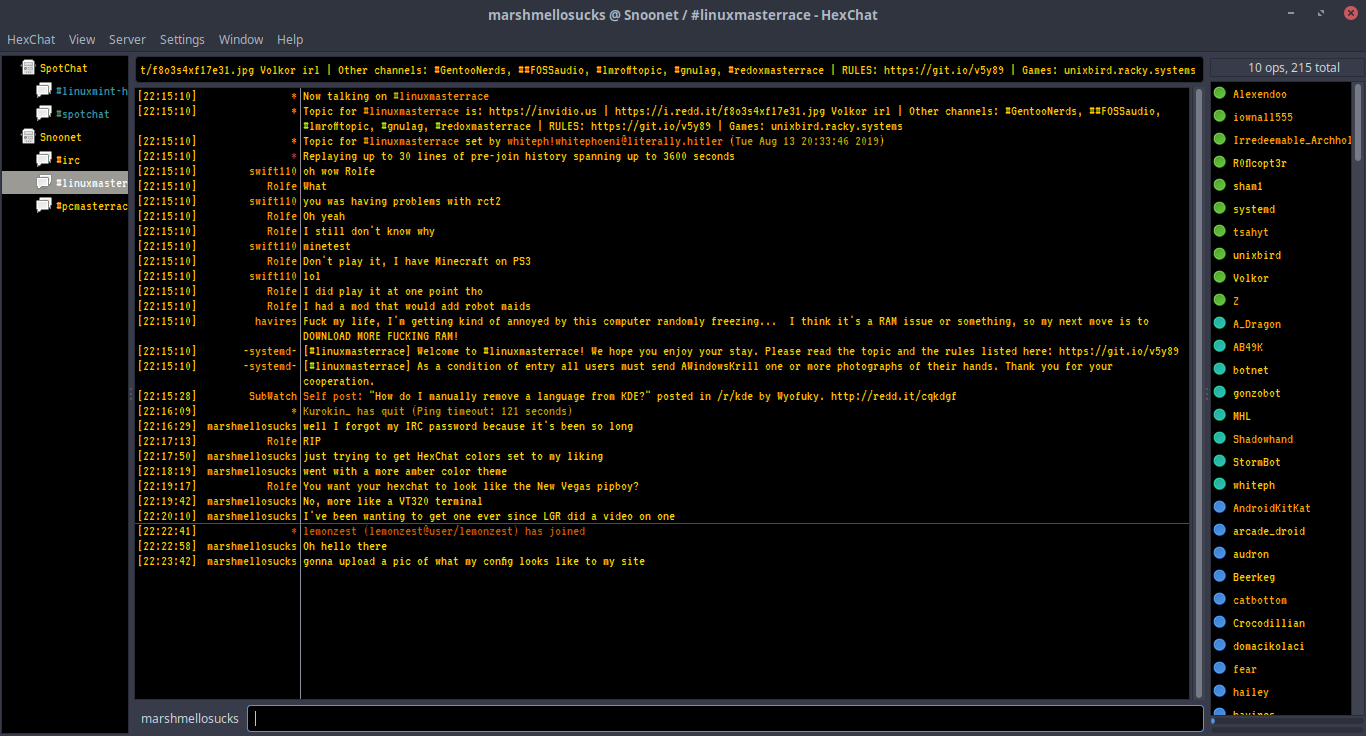 marshmellosucks @ Snoonet / #linuxmasterrace - HexChat
HexChat View Server Settings Window Help
SpotChat
#linuxmint-h
#spotchat
Snoonet
#irc
#linuxmaster
#pcmasterrac
t/f8o3s4xf17e31.jpg Volkor irl | Other channels: #GentooNerds, ##FOSSaudio, #lmrofftopic, #gnulag, #redoxmasterrace | RULES: https://git.io/v5y89 | Games: unixbird.racky.systems
[22:15:10] * Now talking on #linuxmasterrace
[22:15:10] * Topic for #linuxmasterrace is: https://invidio.us | https://i.redd.it/f8o3s4xf17e31.jpg Volkor irl | Other channels: #GentooNerds, ##FOSSaudio,
#lmrofftopic, #gnulag, #redoxmasterrace | RULES: https://git.io/v5y89 | Games: unixbird.racky.systems
[22:15:10] * Topic for #linuxmasterrace set by whiteph!whitephoeni@literally.hitler (Tue Aug 13 20:33:46 2019)
[22:15:10] * Replaying up to 30 lines of pre-join history spanning up to 3600 seconds
[22:15:10] swift110 oh wow Rolfe
[22:15:10] Rolfe What
[22:15:10] swift110 you was having problems with rct2
[22:15:10] Rolfe Oh yeah
[22:15:10] Rolfe I still don't know why
[22:15:10] swift110 minetest
[22:15:10] Rolfe Don't play it, I have Minecraft on PS3
[22:15:10] swift110 lol
[22:15:10] Rolfe I did play it at one point tho
[22:15:10] Rolfe I had a mod that would add robot maids
[22:15:10] havires Fuck my life, I'm getting kind of annoyed by this computer randomly freezing... I think it's a RAM issue or something, so my next move is to
DOWNLOAD MORE FUCKING RAM!
[22:15:10] -systemd- [#linuxmasterrace] Welcome to #linuxmasterrace! We hope you enjoy your stay. Please read the topic and the rules listed here: https://git.io/v5y89
[22:15:10] -systemd- [#linuxmasterrace] As a condition of entry all users must send AWindowsKrill one or more photographs of their hands. Thank you for your
cooperation.
[22:15:28] SubWatch Self post: "How do I manually remove a language from KDE?" posted in /r/kde by Wyofuky. http://redd.it/cqkdgf
[22:16:09] * Kurokin_ has quit (Ping timeout: 121 seconds)
[22:16:29] marshmellosucks well I forgot my IRC password because it's been so long
[22:17:13] Rolfe RIP
[22:17:50] marshmellosucks just trying to get HexChat colors set to my liking
[22:18:19] marshmellosucks went with a more amber color theme
[22:19:17] Rolfe You want your hexchat to look like the New Vegas pipboy?
[22:19:42] marshmellosucks No, more like a VT320 terminal
[22:20:10] marshmellosucks I've been wanting to get one ever since LGR did a video on one
[22:22:41] * lemonzest (lemonzest@user/lemonzest) has joined
[22:22:58] marshmellosucks Oh hello there
[22:23:42] marshmellosucks gonna upload a pic of what my config looks like to my site
marshmellosucks
10 ops, 215 total
Alexendoo
iownall555
Irredeemable_Archhol
R0flcopt3r
sham1
systemd
tsahyt
unixbird
Volkor
Z
A_Dragon
AB49K
botnet
gonzobot
MHL
Shadowhand
StormBot
whiteph
AndroidKitKat
arcade_droid
audron
Beerkeg
catbottom
Crocodillian
domacikolaci
fear
hailey
havires